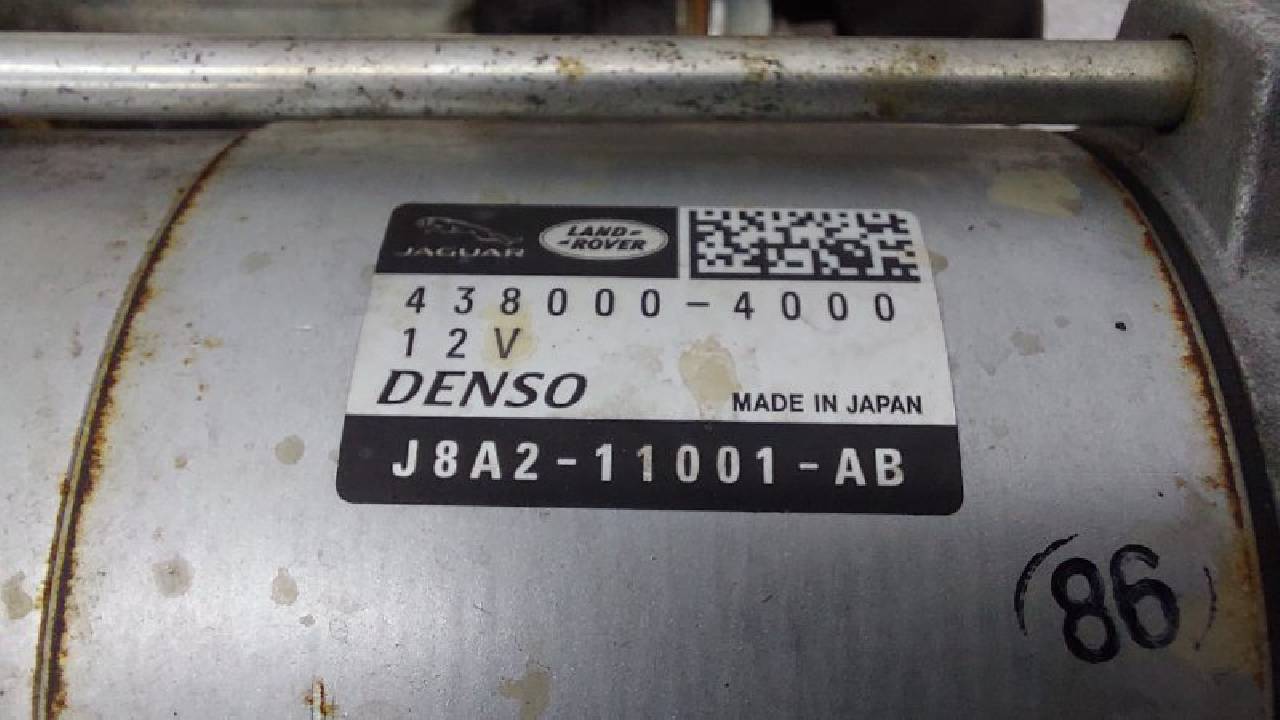 JAGUAR
LAND-
-ROVER
438000-4000
12V
DENSO
MADE IN JAPAN
J8A2-11001-AB
(86)